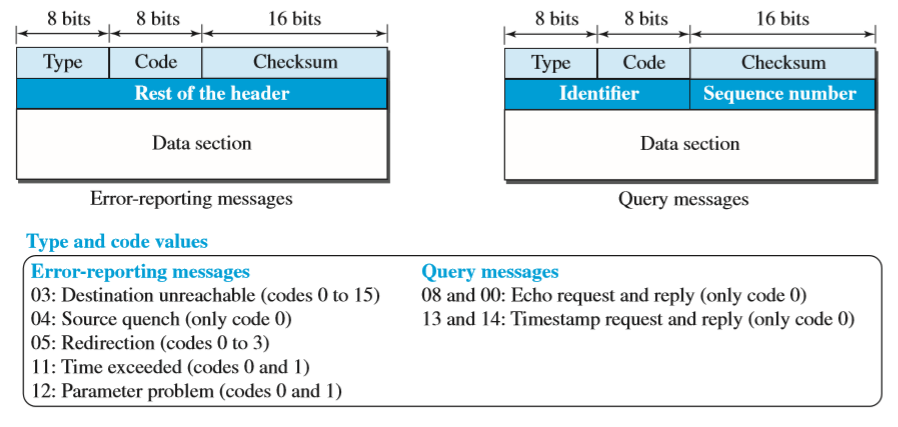 8 bits 8 bits 16 bits
Type Code Checksum
Rest of the header
Data section
Error-reporting messages
8 bits 8 bits 16 bits
Type Code Checksum
Identifier Sequence number
Data section
Query messages
Type and code values
Error-reporting messages
03: Destination unreachable (codes 0 to 15)
04: Source quench (only code 0)
05: Redirection (codes 0 to 3)
11: Time exceeded (codes 0 and 1)
12: Parameter problem (codes 0 and 1)
Query messages
08 and 00: Echo request and reply (only code 0)
13 and 14: Timestamp request and reply (only code 0)